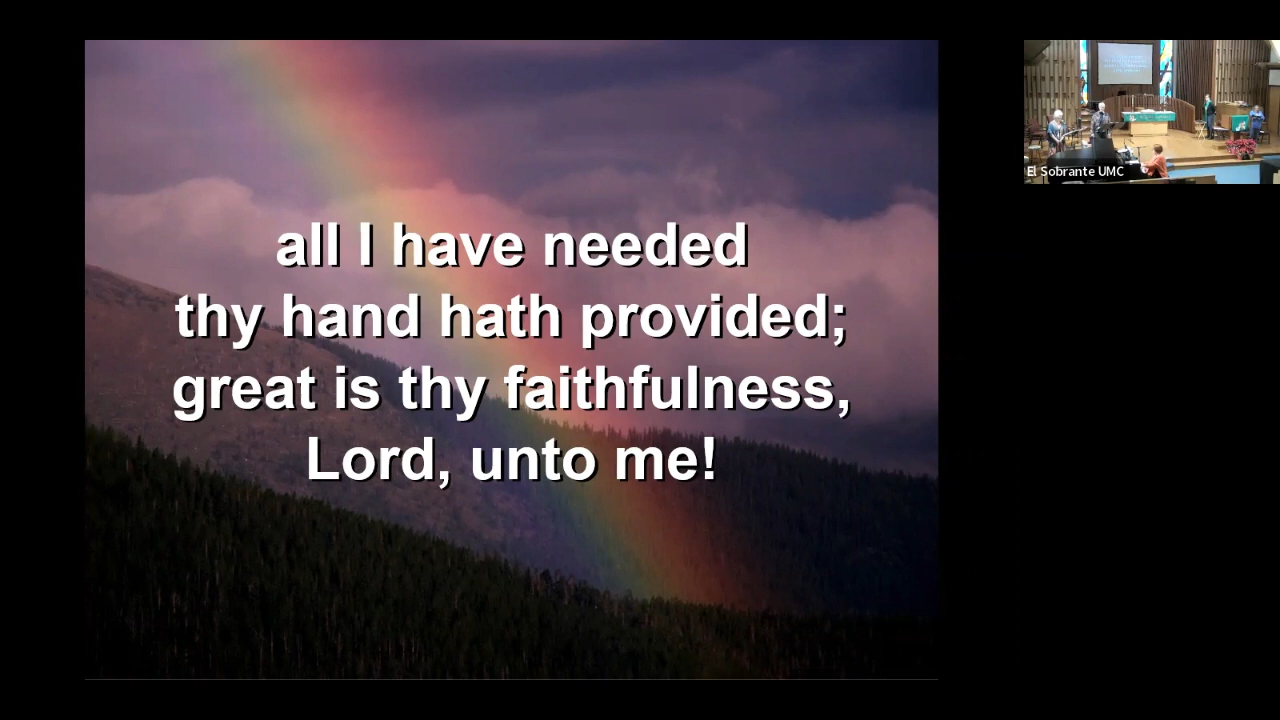 all I have needed
thy hand hath provided;
great is thy faithfulness,
Lord, unto me!
El Sobrante UMC